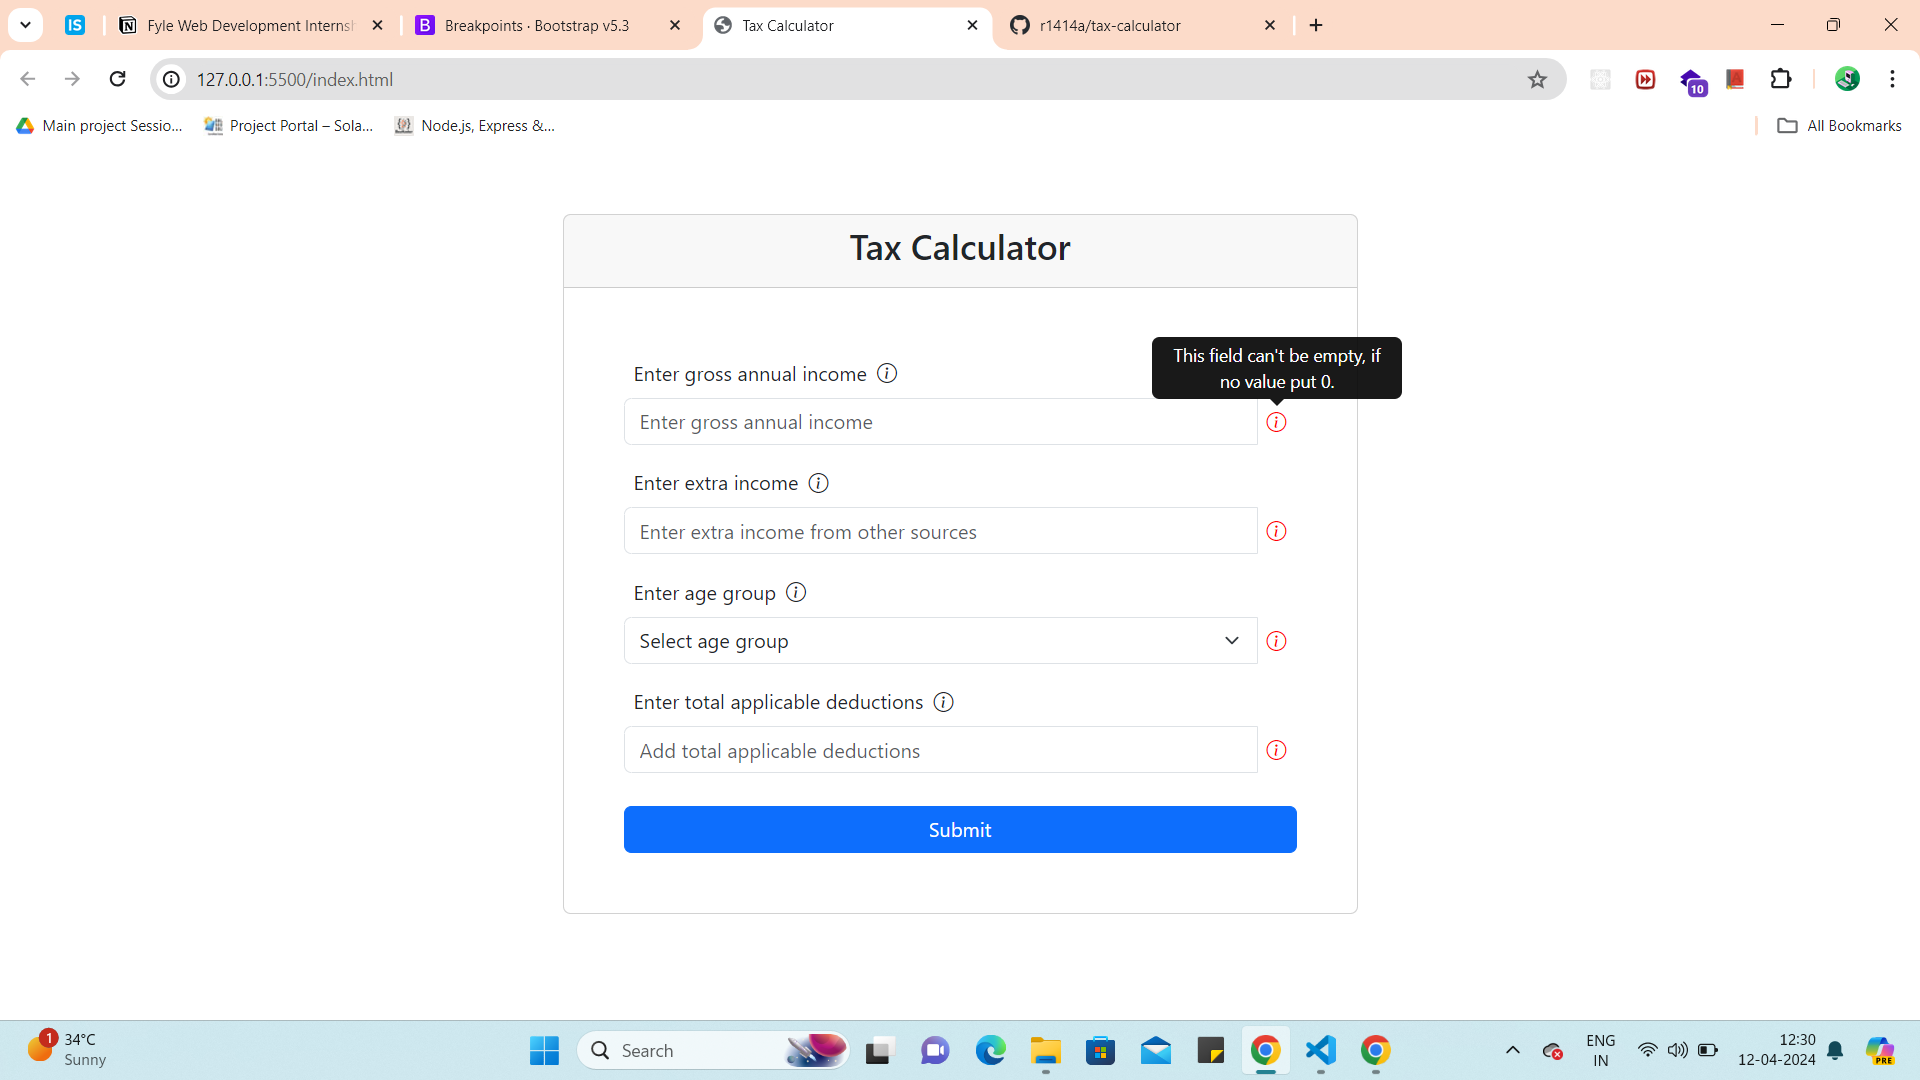 IS
Fyle Web Development Internsh
Breakpoints · Bootstrap v5.3
Tax Calculator
r1414a/tax-calculator
127.0.0.1:5500/index.html
10
Main project Sessio...
Project Portal – Sola...
Node.js, Express &...
All Bookmarks
Tax Calculator
This field can't be empty, if
no value put 0.
Enter gross annual income
Enter gross annual income
Enter extra income
Enter extra income from other sources
Enter age group
Select age group
Enter total applicable deductions
Add total applicable deductions
Submit
1
34°C
Sunny
Search
ENG
IN
12:30
12-04-2024
PRE